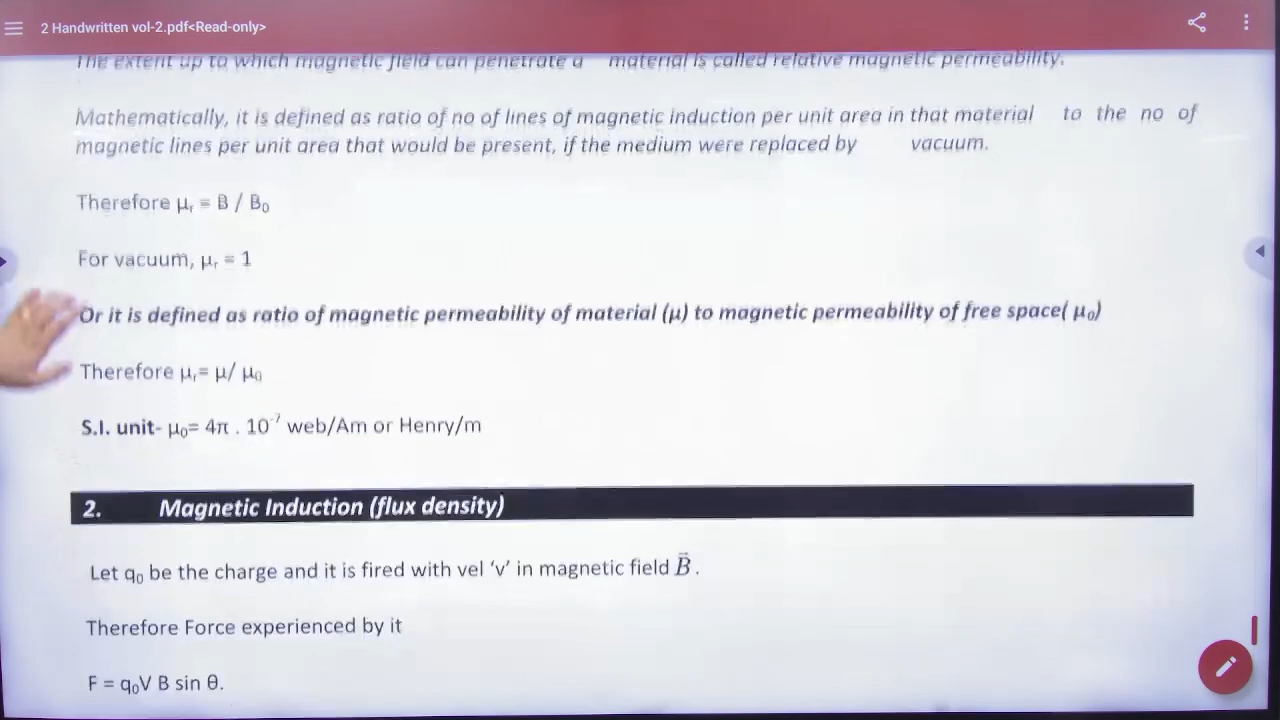 2 Handwritten vol-2.pdf<Read-only>
The extent up to which magnetic field can penetrate a material is called relative magnetic permeability.
Mathematically, it is defined as ratio of no of lines of magnetic induction per unit area in that material to the no of
magnetic lines per unit area that would be present, if the medium were replaced by vacuum.
Therefore μᵣ = B / B₀
For vacuum, μᵣ = 1
Or it is defined as ratio of magnetic permeability of material (μ) to magnetic permeability of free space( μ₀)
Therefore μᵣ= μ/ μ₀
S.I. unit- μ₀= 4π . 10⁻⁷ web/Am or Henry/m
2. Magnetic Induction (flux density)
Let q₀ be the charge and it is fired with vel ‘v’ in magnetic field B⃗ .
Therefore Force experienced by it
F = q₀V B sin θ.